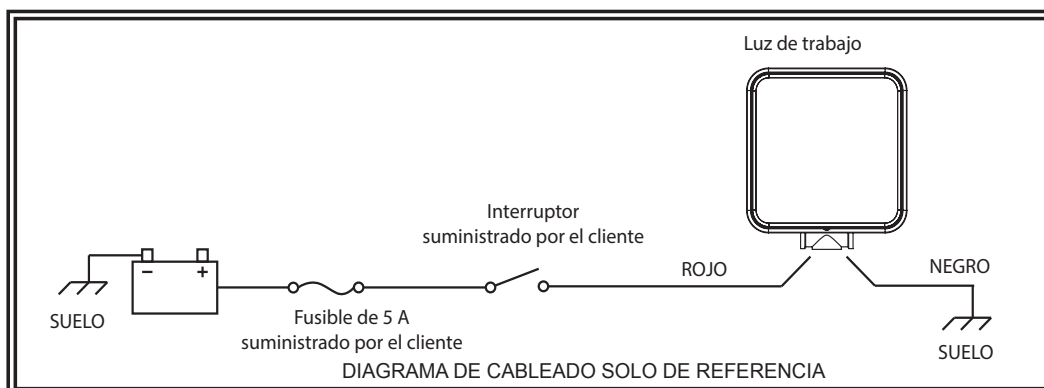 Luz de trabajo
Interruptor
suministrado por el cliente
ROJO
NEGRO
− +
SUELO
Fusible de 5 A
suministrado por el cliente
SUELO
DIAGRAMA DE CABLEADO SOLO DE REFERENCIA